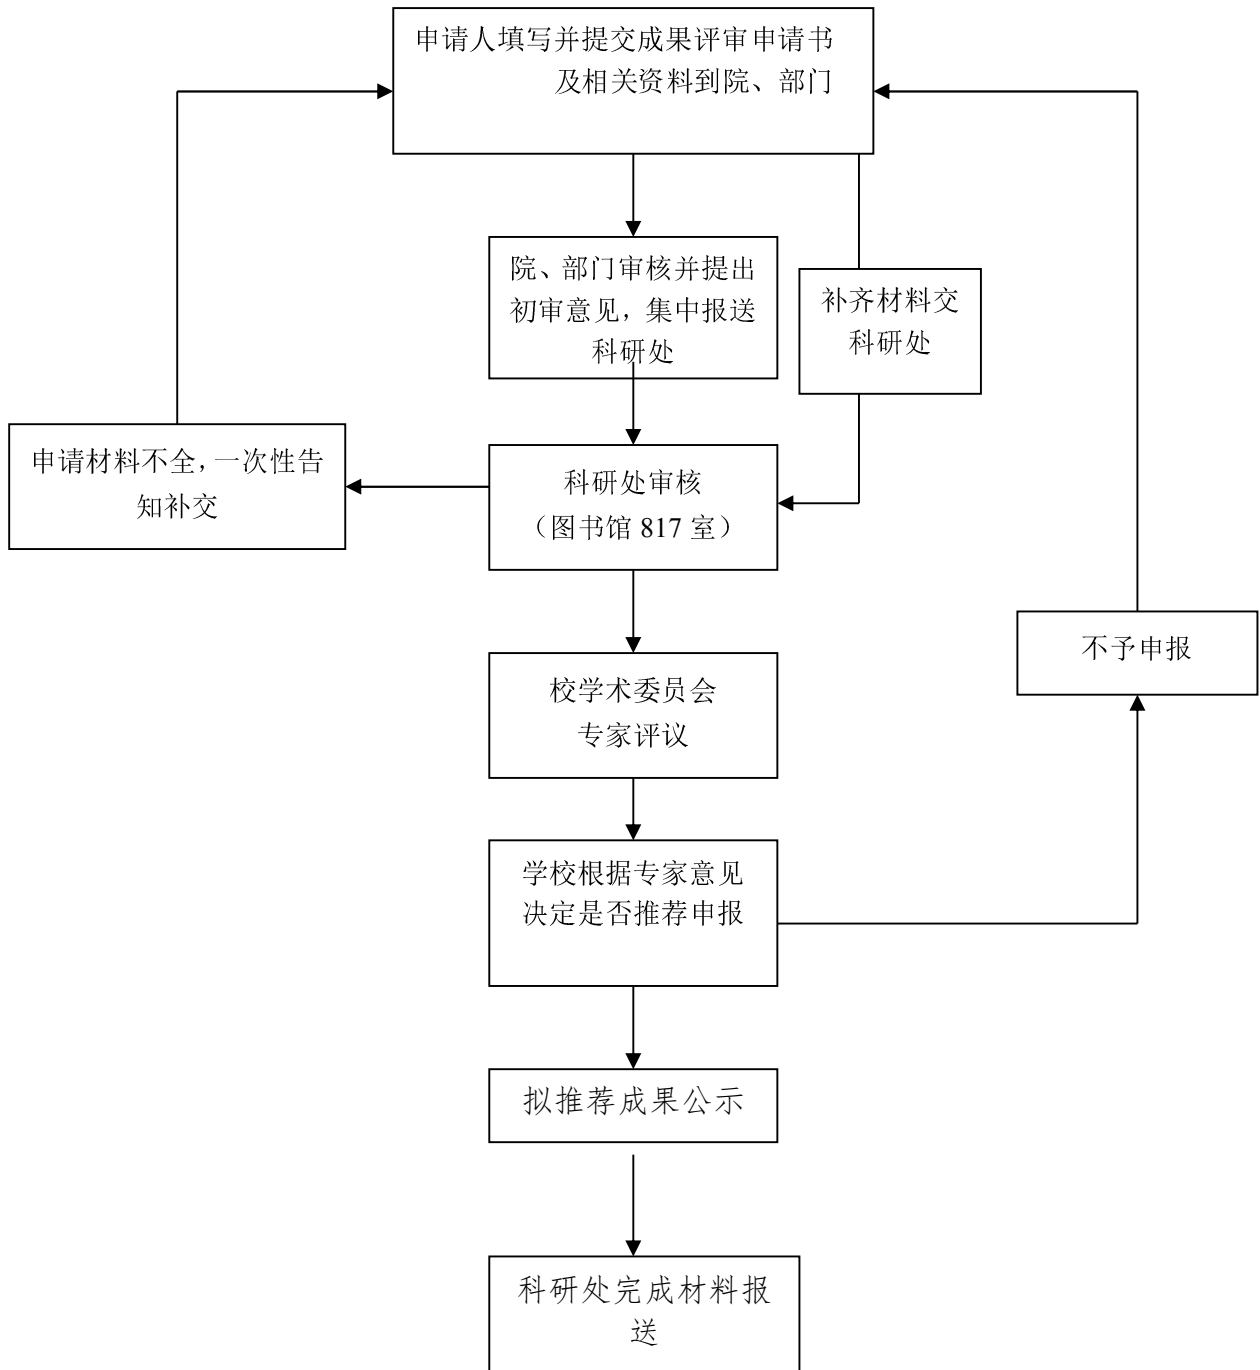 申请人填写并提交成果评审申请书
及相关资料到院、部门
院、部门审核并提出
初审意见，集中报送
科研处
补齐材料交
科研处
申请材料不全，一次性告
知补交
科研处审核
（图书馆 817 室）
不予申报
校学术委员会
专家评议
学校根据专家意见
决定是否推荐申报
拟推荐成果公示
科研处完成材料报
送